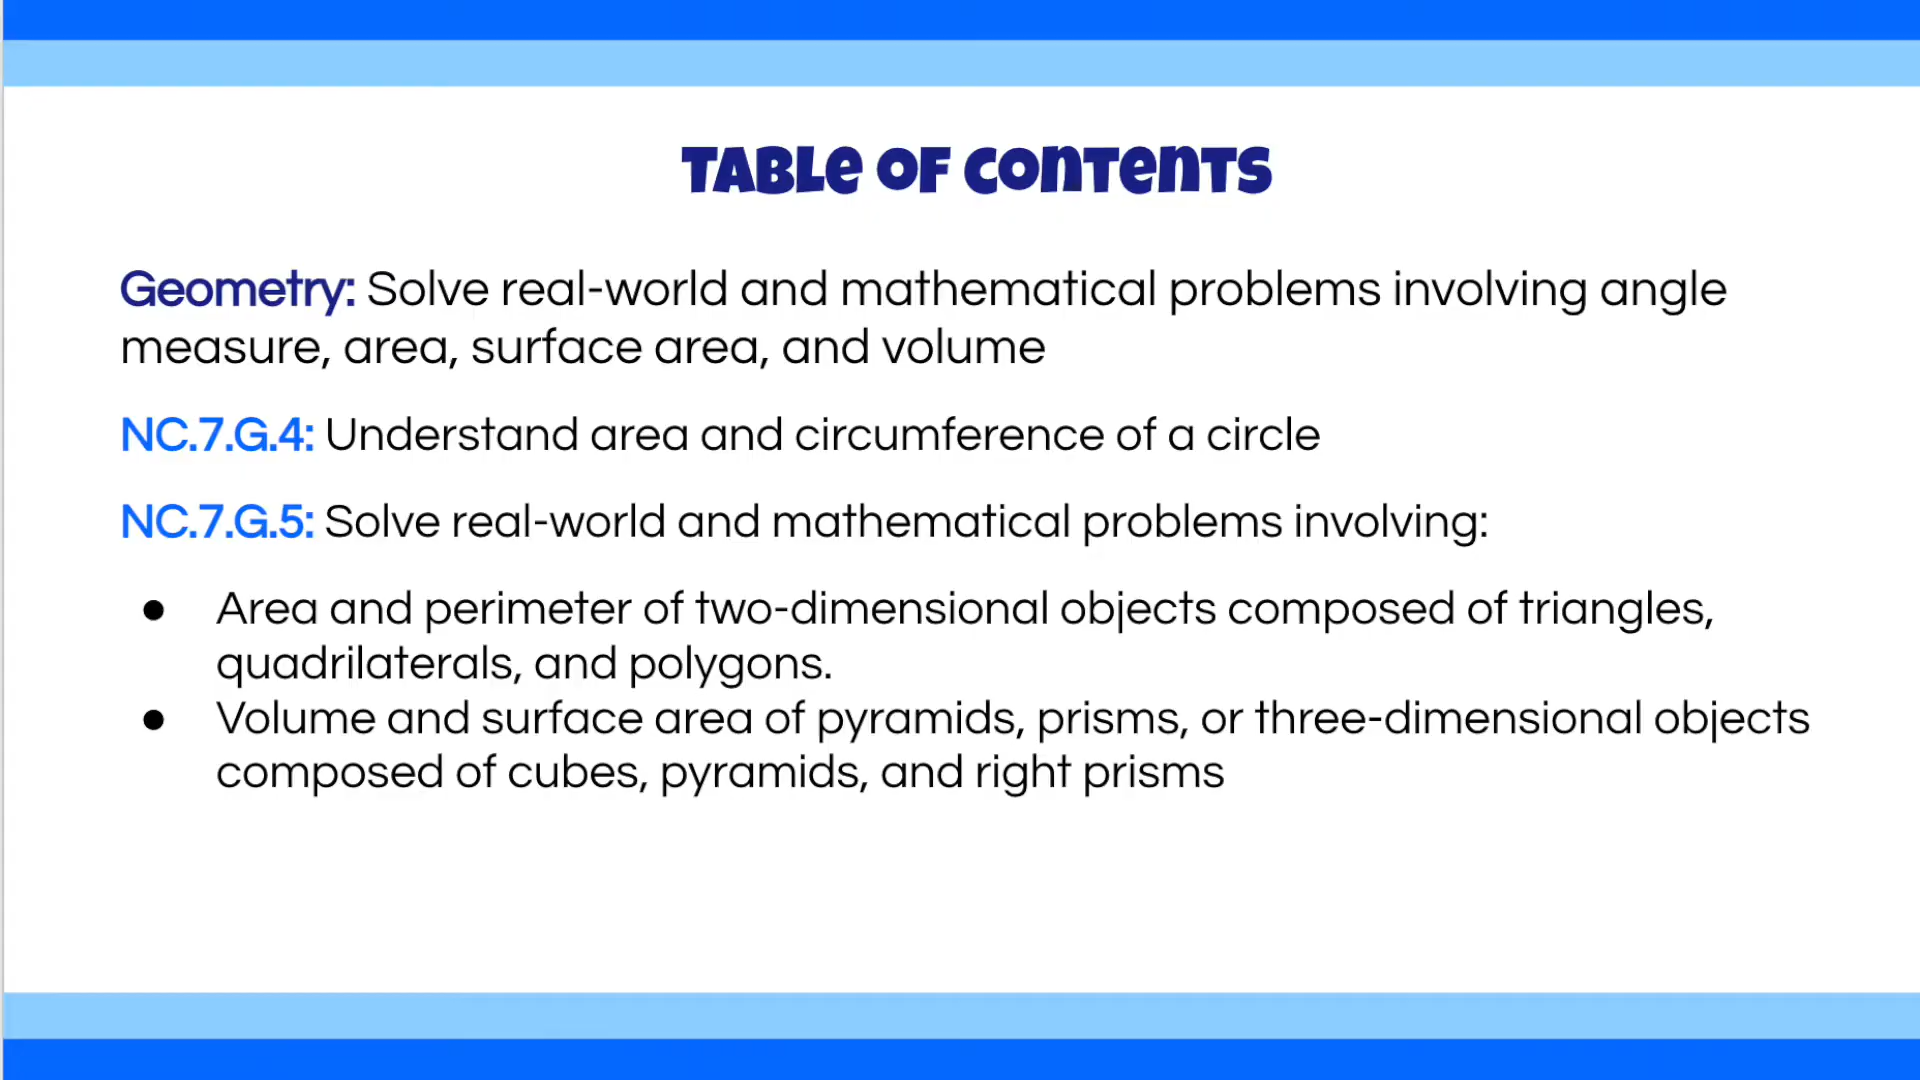 TABLE OF CONTENTS
Geometry: Solve real-world and mathematical problems involving angle
measure, area, surface area, and volume
NC.7.G.4: Understand area and circumference of a circle
NC.7.G.5: Solve real-world and mathematical problems involving:
● Area and perimeter of two-dimensional objects composed of triangles,
quadrilaterals, and polygons.
● Volume and surface area of pyramids, prisms, or three-dimensional objects
composed of cubes, pyramids, and right prisms